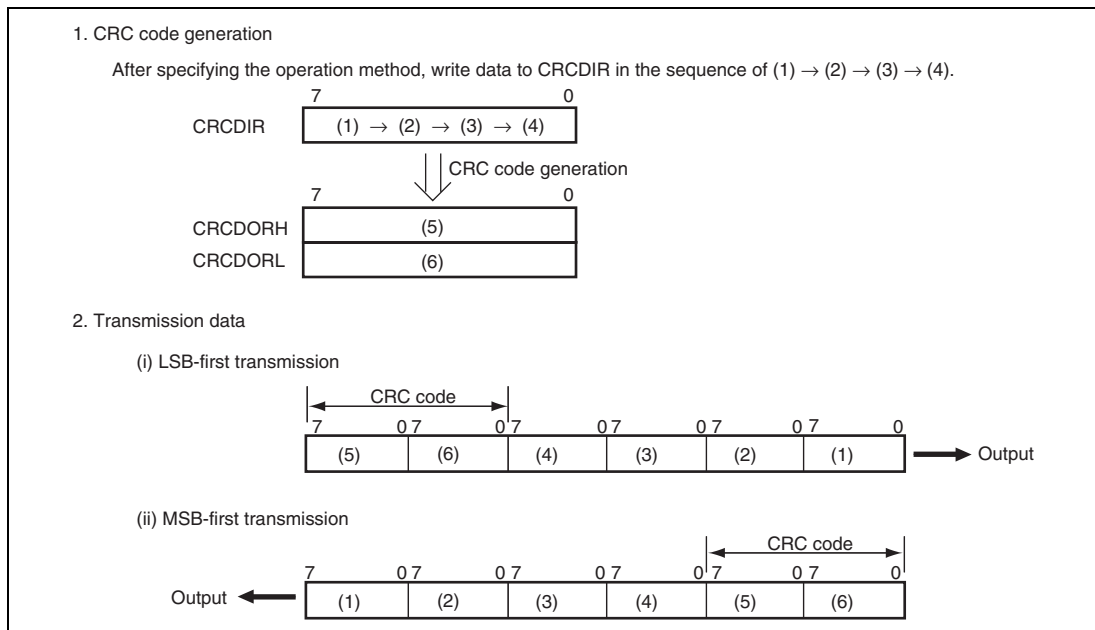 1. CRC code generation
After specifying the operation method, write data to CRCDIR in the sequence of (1) → (2) → (3) → (4).
7 0
CRCDIR (1) → (2) → (3) → (4)
CRC code generation
7 0
CRCDORH (5)
CRCDORL (6)
2. Transmission data
(i) LSB-first transmission
CRC code
7 0 7 0 7 0 7 0 7 0 7 0
(5) (6) (4) (3) (2) (1) Output
(ii) MSB-first transmission
CRC code
7 0 7 0 7 0 7 0 7 0 7 0
Output (1) (2) (3) (4) (5) (6)